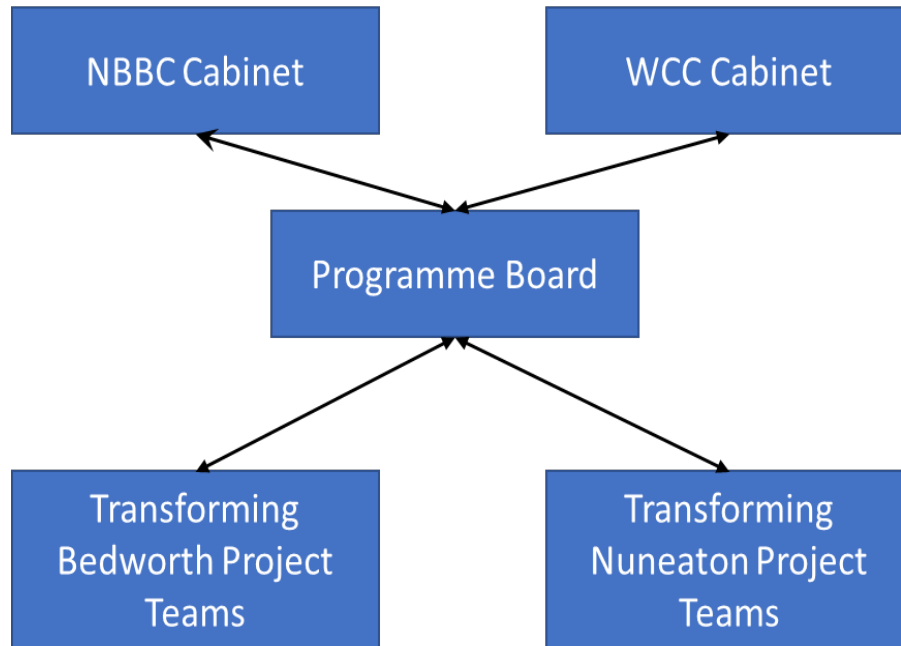 NBBC Cabinet
WCC Cabinet
Programme Board
Transforming
Bedworth Project
Teams
Transforming
Nuneaton Project
Teams